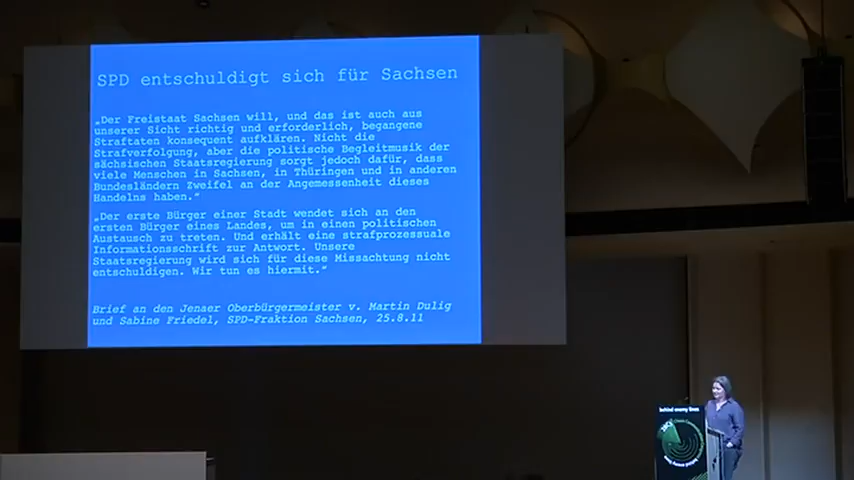 SPD entschuldigt sich für Sachsen
„Der Freistaat Sachsen will, und das ist auch aus
unserer Sicht richtig und erforderlich, begangene
Straftaten konsequent aufklären. Nicht die
Strafverfolgung, aber die politische Begleitmusik der
sächsischen Staatsregierung sorgt jedoch dafür, dass
viele Menschen in Sachsen, in Thüringen und in anderen
Bundesländern Zweifel an der Angemessenheit dieses
Handelns haben.“
„Der erste Bürger einer Stadt wendet sich an den
ersten Bürger eines Landes, um in einen politischen
Austausch zu treten. Und erhält eine strafprozessuale
Informationsschrift zur Antwort. Unsere
Staatsregierung wird sich für diese Missachtung nicht
entschuldigen. Wir tun es hiermit.“
Brief an den Jenaer Oberbürgermeister v. Martin Dulig
und Sabine Friedel, SPD-Fraktion Sachsen, 25.8.11
behind enemy lines